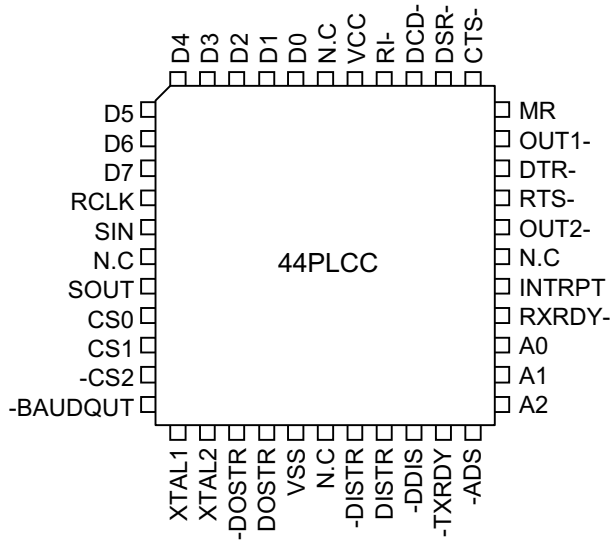 D4
D3
D2
D1
D0
N.C
VCC
RI-
DCD-
DSR-
CTS-
D5
D6
D7
RCLK
SIN
N.C
SOUT
CS0
CS1
-CS2
-BAUDQUT
44PLCC
MR
OUT1-
DTR-
RTS-
OUT2-
N.C
INTRPT
RXRDY-
A0
A1
A2
XTAL1
XTAL2
-DOSTR
DOSTR
VSS
N.C
-DISTR
DISTR
-DDIS
-TXRDY
-ADS